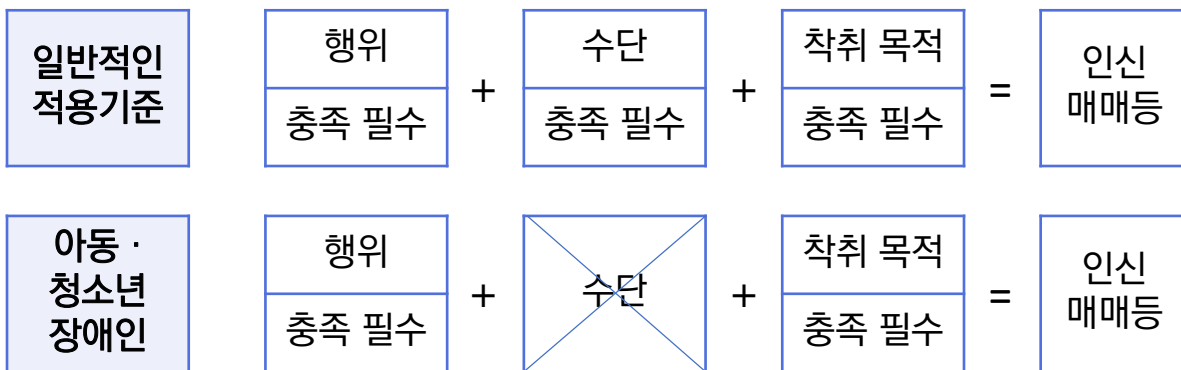 일반적인
적용기준
행위
충족 필수
+
수단
충족 필수
+
착취 목적
충족 필수
=
인신
매매등
아동 ·
청소년
장애인
행위
충족 필수
+
수단
+
착취 목적
충족 필수
=
인신
매매등